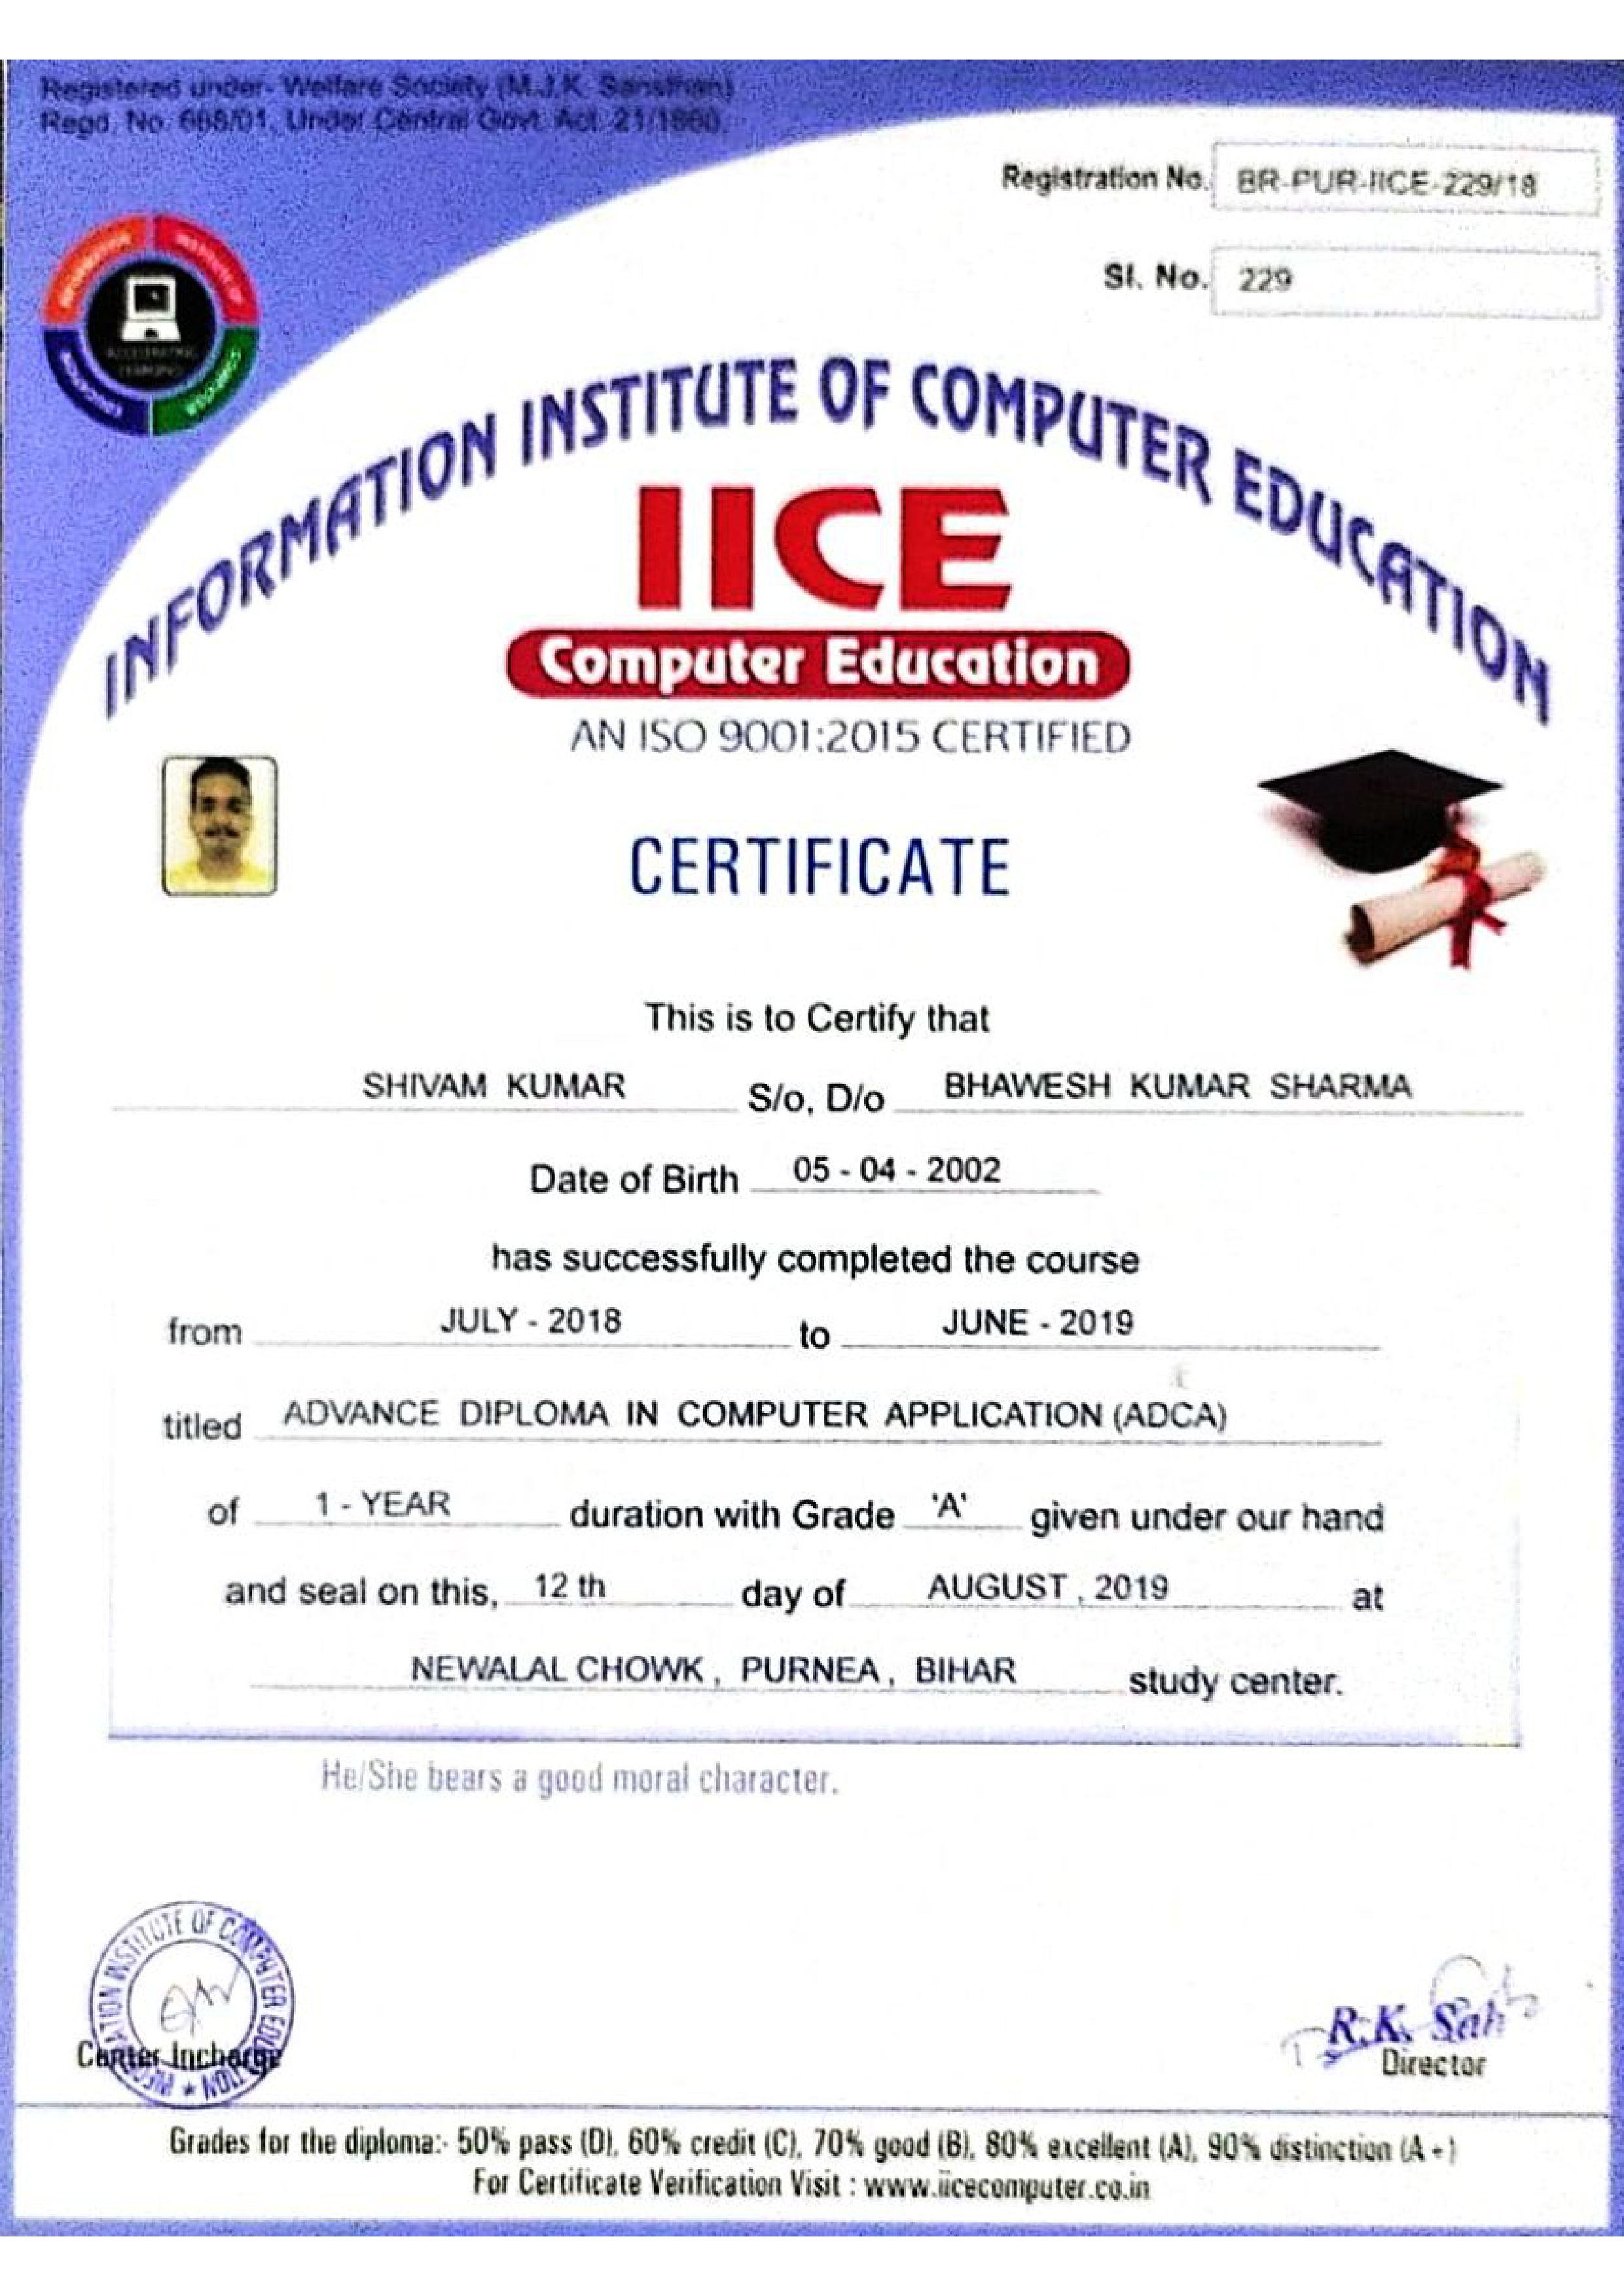 Registered under- Welfare Society (M.J.K. Sansthan)
Regd. No. 668/01, Under Central Govt. Act. 21/1860.
Registration No. BR-PUR-IICE-229/18
Sl. No. 229
INFORMATION INSTITUTE OF COMPUTER EDUCATION
IICE
Computer Education
AN ISO 9001:2015 CERTIFIED
CERTIFICATE
This is to Certify that
SHIVAM KUMAR S/o, D/o BHAWESH KUMAR SHARMA
Date of Birth 05 - 04 - 2002
has successfully completed the course
from JULY - 2018 to JUNE - 2019
titled ADVANCE DIPLOMA IN COMPUTER APPLICATION (ADCA)
of 1 - YEAR duration with Grade 'A' given under our hand
and seal on this, 12 th day of AUGUST , 2019 at
NEWALAL CHOWK , PURNEA , BIHAR study center.
He/She bears a good moral character.
INFORMATION INSTITUTE OF COMPUTER EDUCATION
Center Incharge
R.K. Sah
Director
Grades for the diploma:- 50% pass (D), 60% credit (C), 70% good (B), 80% excellent (A), 90% distinction (A+)
For Certificate Verification Visit : www.iicecomputer.co.in